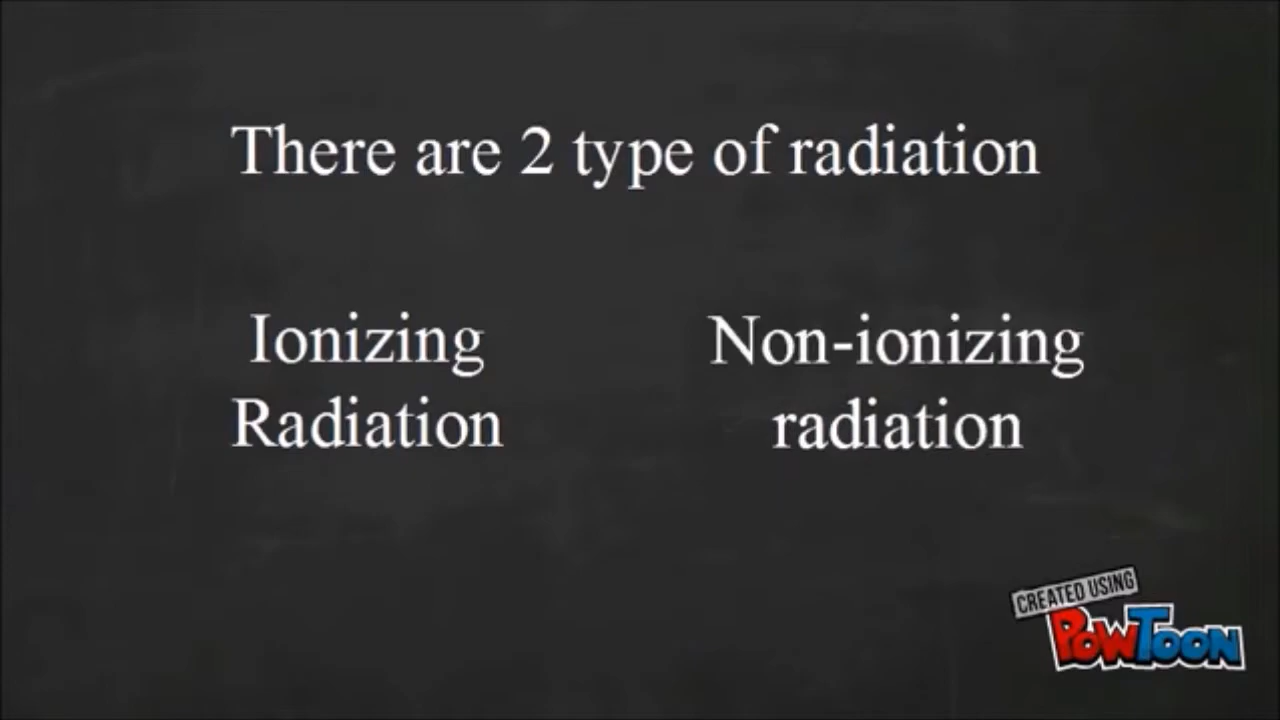 There are 2 type of radiation
Ionizing
Radiation
Non-ionizing
radiation
CREATED USING
POWTOON